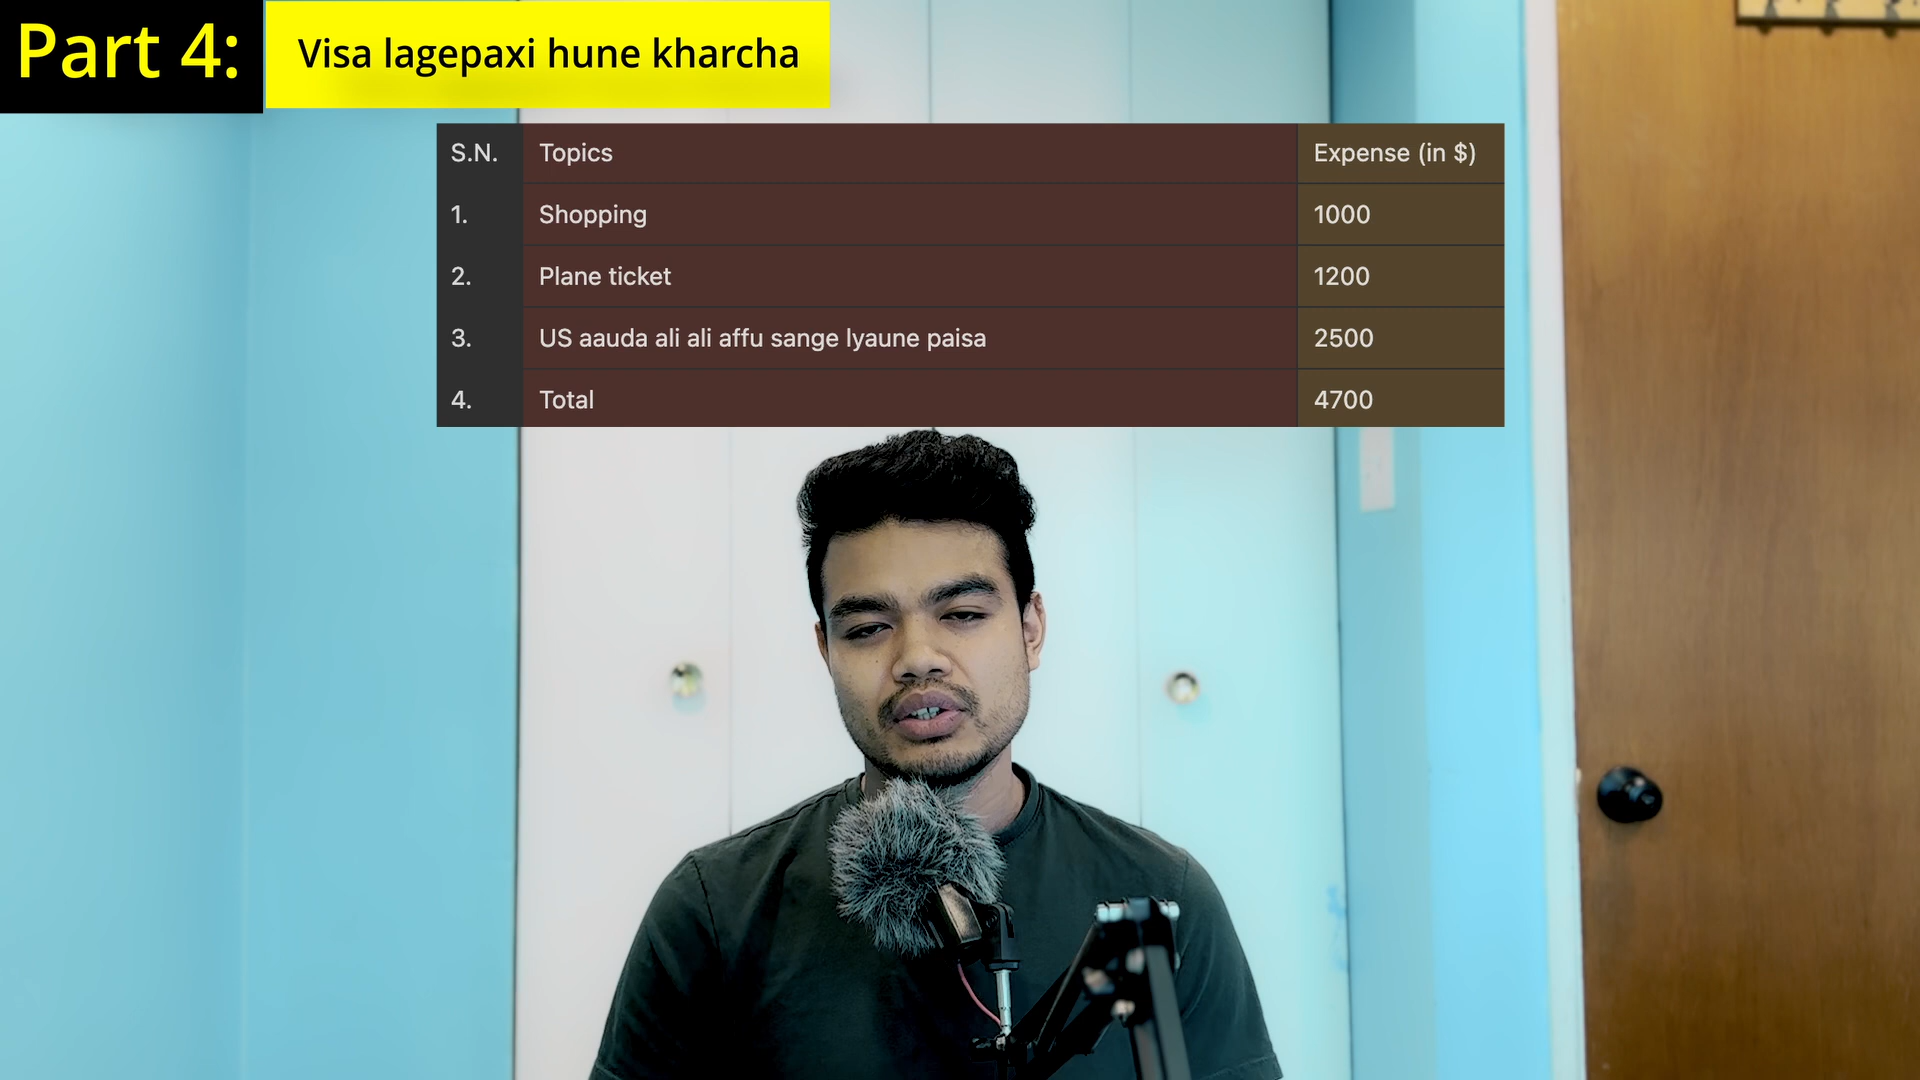 Part 4: Visa lagepaxi hune kharcha
S.N. Topics Expense (in $)
1. Shopping 1000
2. Plane ticket 1200
3. US aauda ali ali affu sange lyaune paisa 2500
4. Total 4700